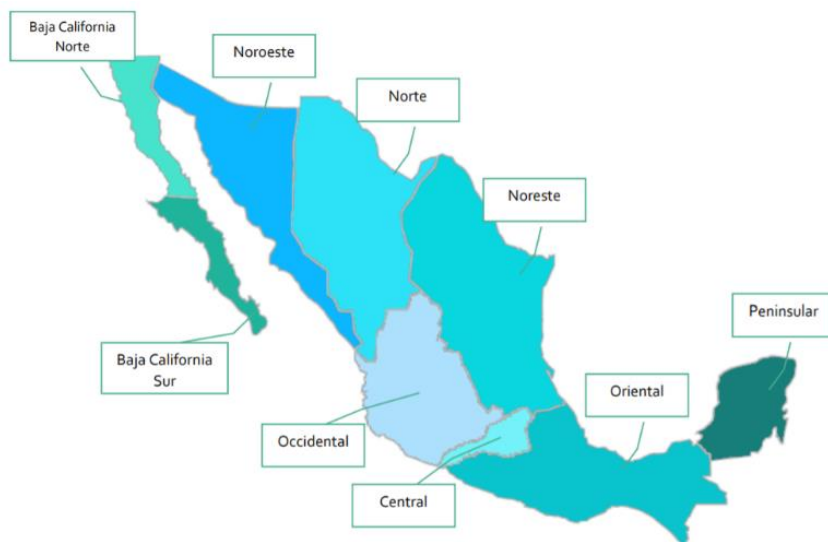 Baja California
Norte
Noroeste
Norte
Noreste
Peninsular
Baja California
Sur
Oriental
Occidental
Central